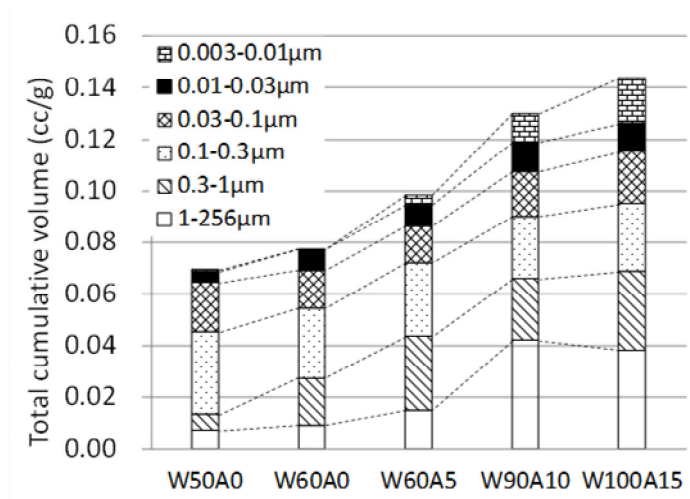 Total cumulative volume (cc/g)
0.16
0.14
0.12
0.10
0.08
0.06
0.04
0.02
0.00
0.003-0.01μm
0.01-0.03μm
0.03-0.1μm
0.1-0.3μm
0.3-1μm
1-256μm
W50A0 W60A0 W60A5 W90A10 W100A15